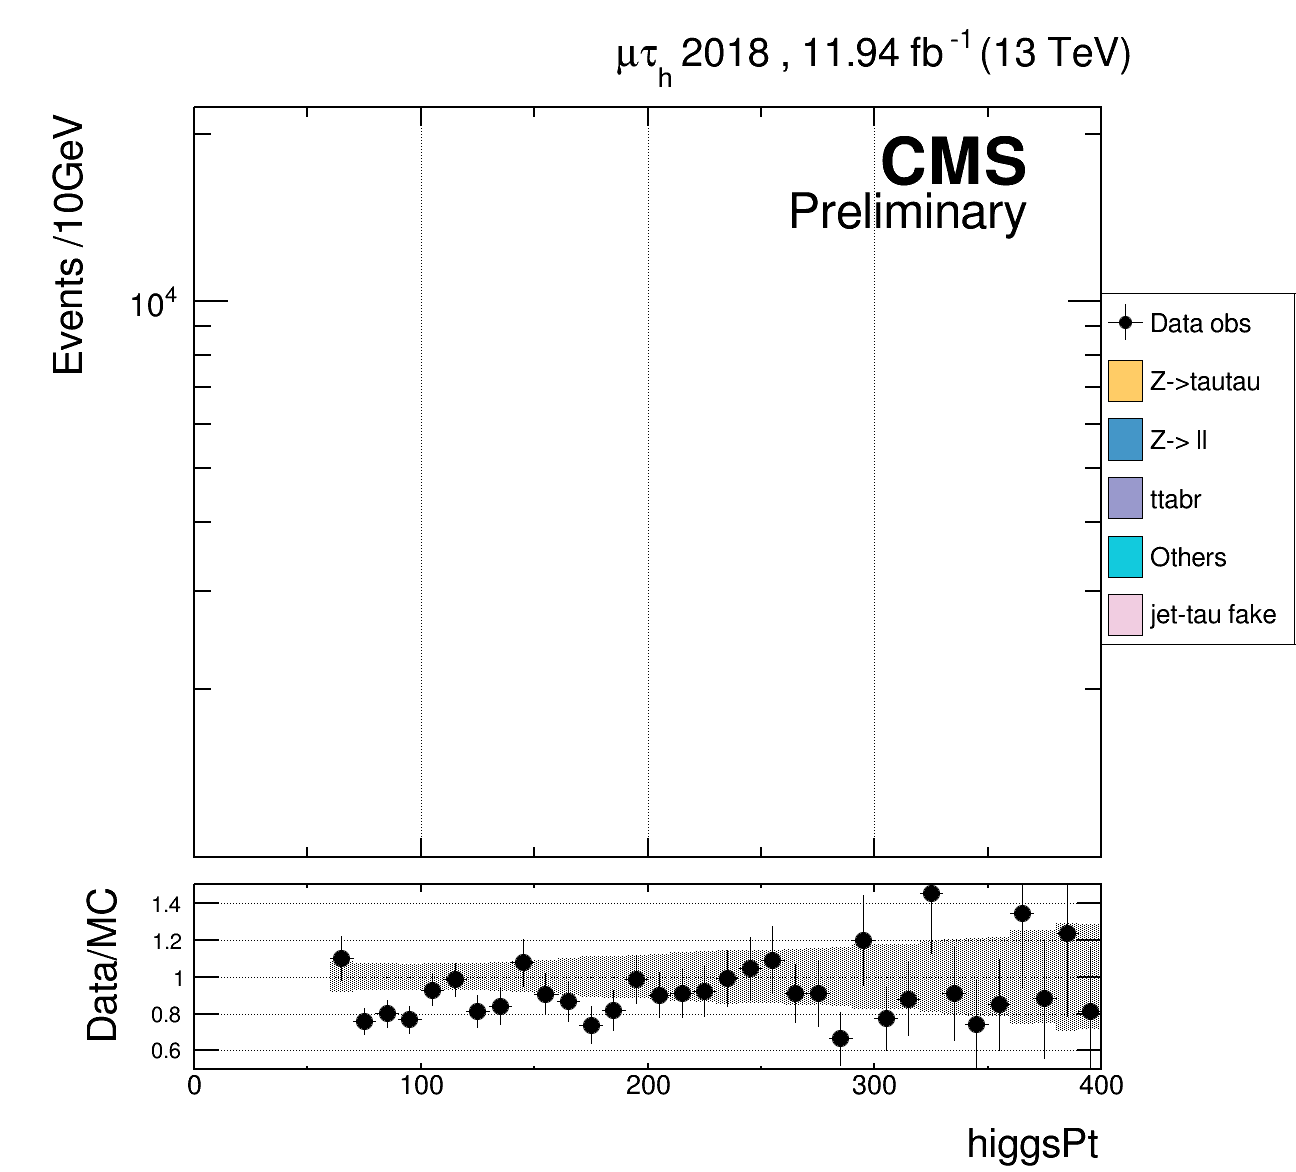 μτh 2018 , 11.94 fb-1 (13 TeV)
Events /10GeV
CMS
Preliminary
10^4
Data obs
Z->tautau
Z-> ll
ttabr
Others
jet-tau fake
Data/MC
1.4
1.2
1
0.8
0.6
0 100 200 300 400
higgsPt